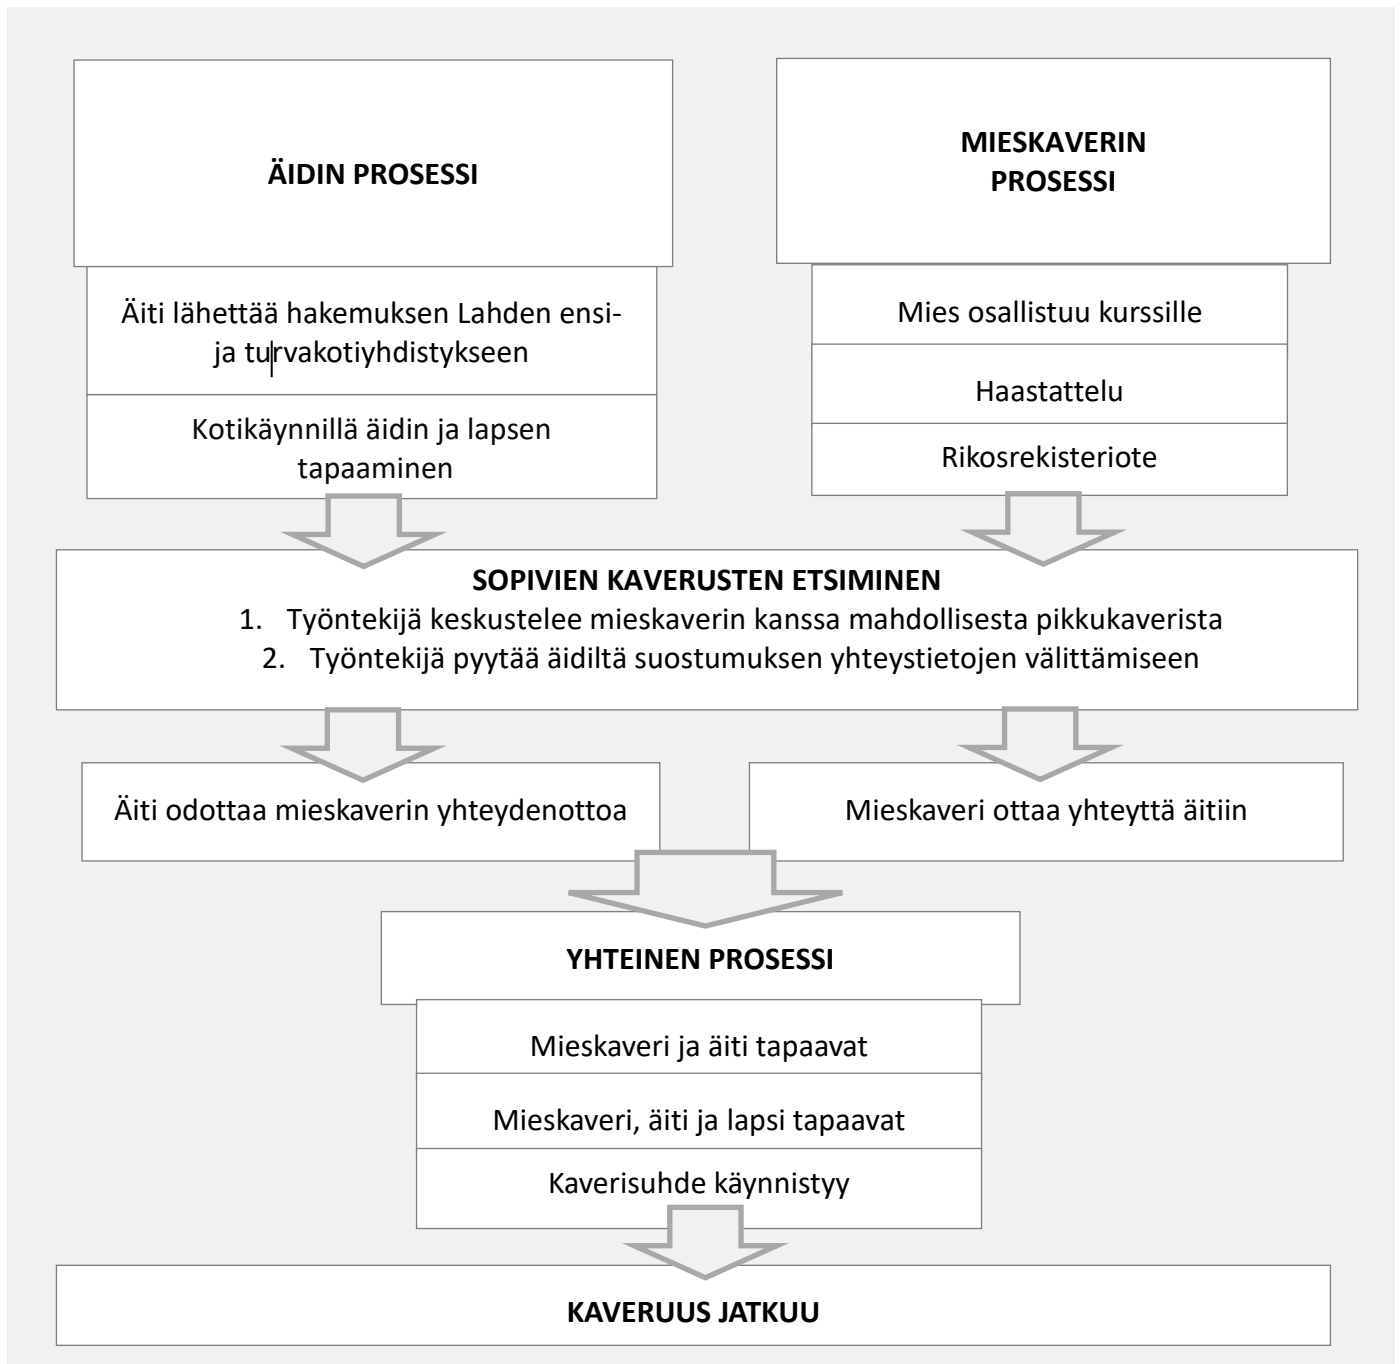 ÄIDIN PROSESSI
Äiti lähettää hakemuksen Lahden ensi-
ja turvakotiyhdistykseen
Kotikäynnillä äidin ja lapsen
tapaaminen
MIESKAVERIN
PROSESSI
Mies osallistuu kurssille
Haastattelu
Rikosrekisteriote
SOPIVIEN KAVERUSTEN ETSIMINEN
1. Työntekijä keskustelee mieskaverin kanssa mahdollisesta pikkukaverista
2. Työntekijä pyytää äidiltä suostumuksen yhteystietojen välittämiseen
Äiti odottaa mieskaverin yhteydenottoa
Mieskaveri ottaa yhteyttä äitiin
YHTEINEN PROSESSI
Mieskaveri ja äiti tapaavat
Mieskaveri, äiti ja lapsi tapaavat
Kaverisuhde käynnistyy
KAVERUUS JATKUU